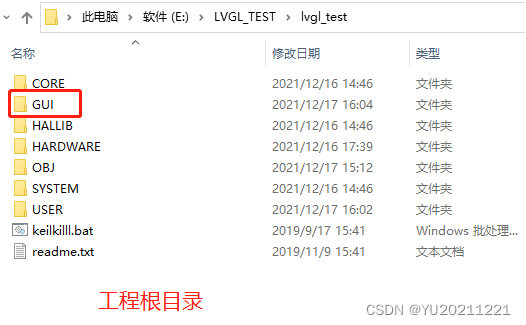 此电脑 > 软件 (E:) > LVGL_TEST > lvgl_test
名称 修改日期 类型
CORE 2021/12/16 14:46 文件夹
GUI 2021/12/17 16:04 文件夹
HALLIB 2021/12/16 14:46 文件夹
HARDWARE 2021/12/16 17:39 文件夹
OBJ 2021/12/17 15:12 文件夹
SYSTEM 2021/12/16 14:46 文件夹
USER 2021/12/17 16:02 文件夹
keilkilll.bat 2019/9/17 15:41 Windows 批处理...
readme.txt 2019/11/9 15:41 文本文档
工程根目录
CSDN @YU20211221